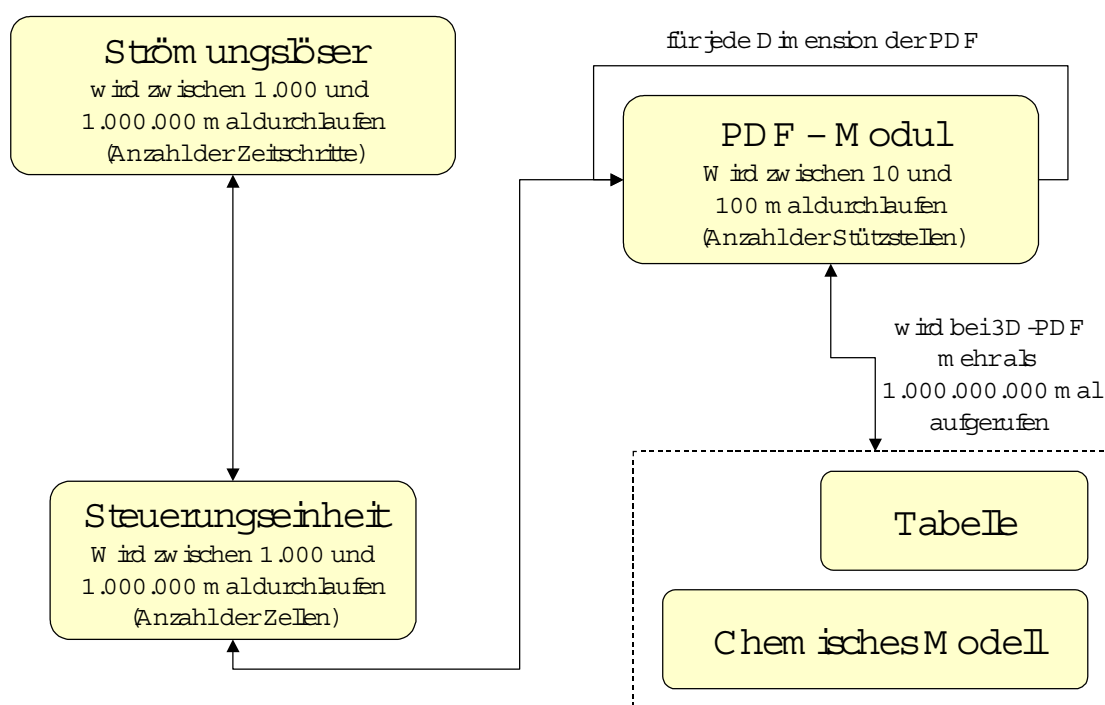 Strömungslöser
wird zwischen 1.000 und
1.000.000 mal durchlaufen
(Anzahl der Zeitschritte)
für jede Dimension der PDF
PDF – Modul
Wird zwischen 10 und
100 mal durchlaufen
(Anzahl der Stützstellen)
wird bei 3D-PDF
mehr als
1.000.000.000 mal
aufgerufen
Steuerungseinheit
Wird zwischen 1.000 und
1.000.000 mal durchlaufen
(Anzahl der Zellen)
Tabelle
Chemisches Modell